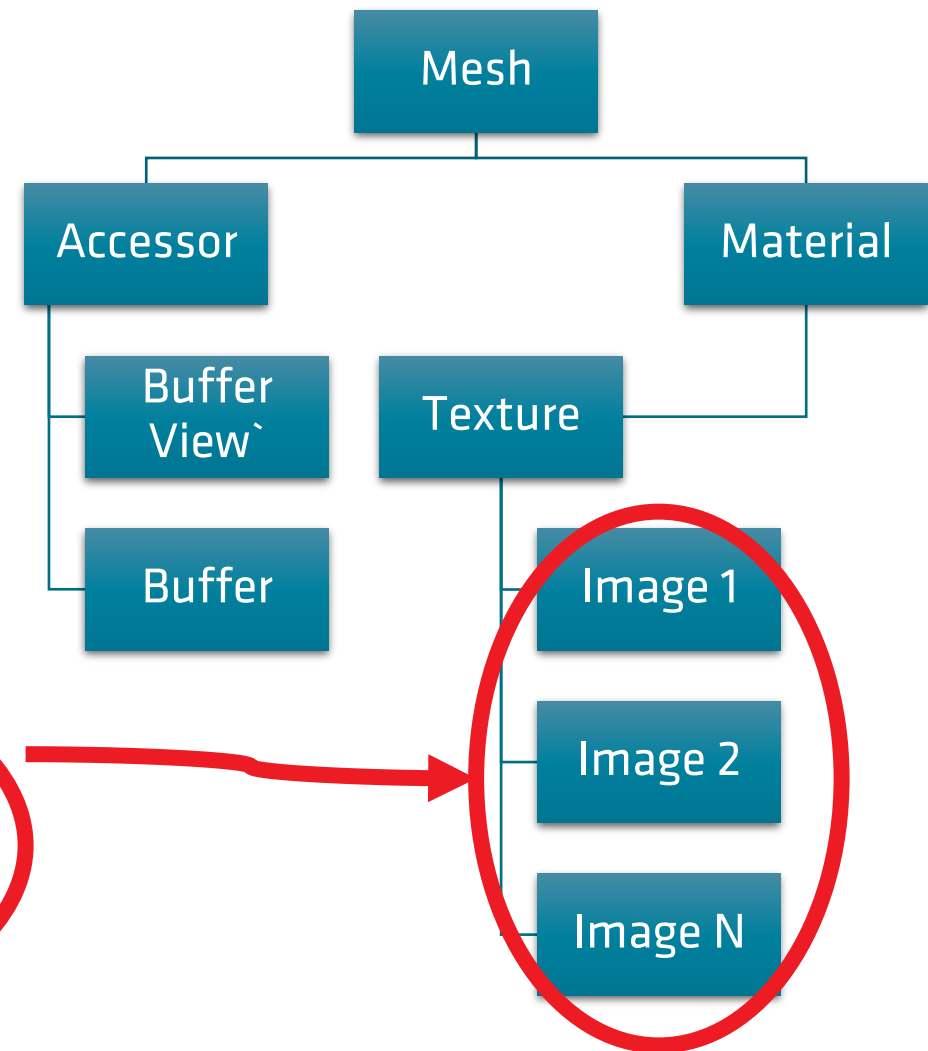 Mesh
Accessor
Material
Buffer
View`
Texture
Buffer
Image 1
Image 2
Image N